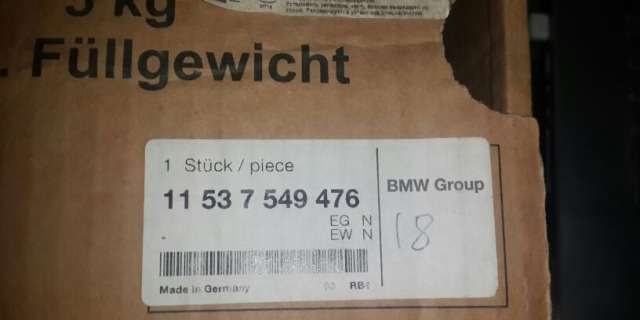 5 kg
. Füllgewicht
1 Stück / piece
11 53 7 549 476
EG N
- EW N
Made in Germany
BMW Group
18